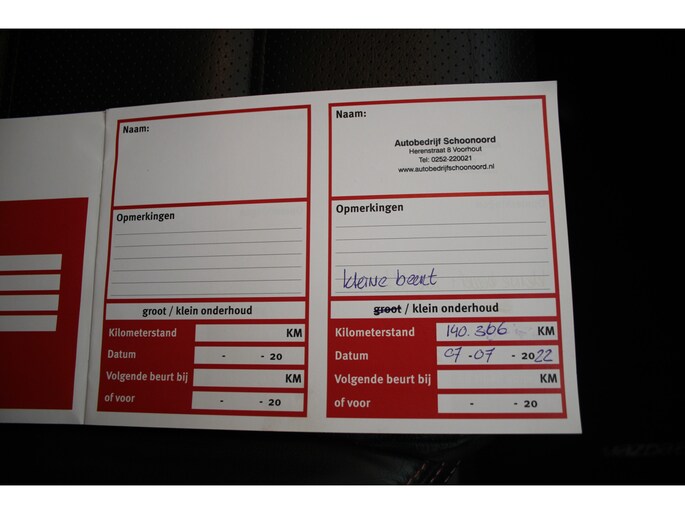 Naam:
Opmerkingen
groot / klein onderhoud
Kilometerstand KM
Datum - - 20
Volgende beurt bij KM
of voor - - 20
Naam:
Autobedrijf Schoonoord
Herenstraat 8 Voorhout
Tel: 0252-220021
www.autobedrijfschoonoord.nl
Opmerkingen
kleine beurt
groot / klein onderhoud
Kilometerstand 140.366 KM
Datum 07-07 - 2022
Volgende beurt bij KM
of voor - - 20